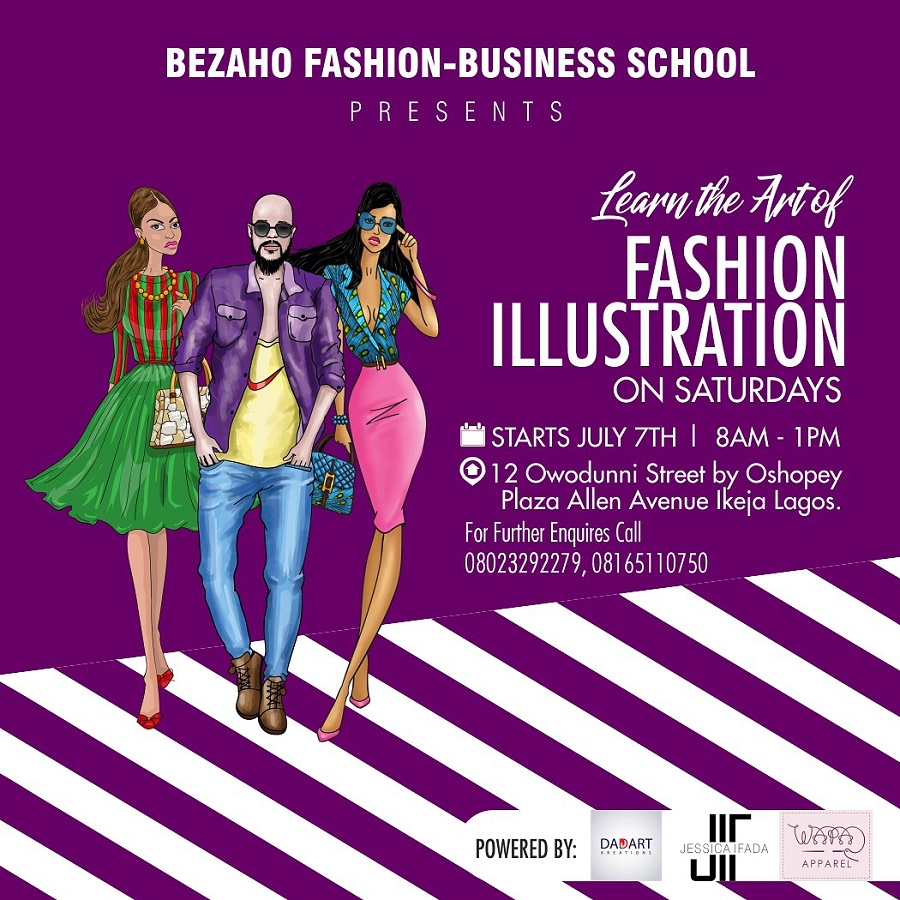 BEZAHO FASHION-BUSINESS SCHOOL
PRESENTS
Learn the Art of
FASHION
ILLUSTRATION
ON SATURDAYS
STARTS JULY 7TH | 8AM - 1PM
12 Owodunni Street by Oshopey
Plaza Allen Avenue Ikeja Lagos.
For Further Enquires Call
08023292279, 08165110750
POWERED BY:
DADART
KREATIONS
JESSICA IFADA
WAPA
APPAREL